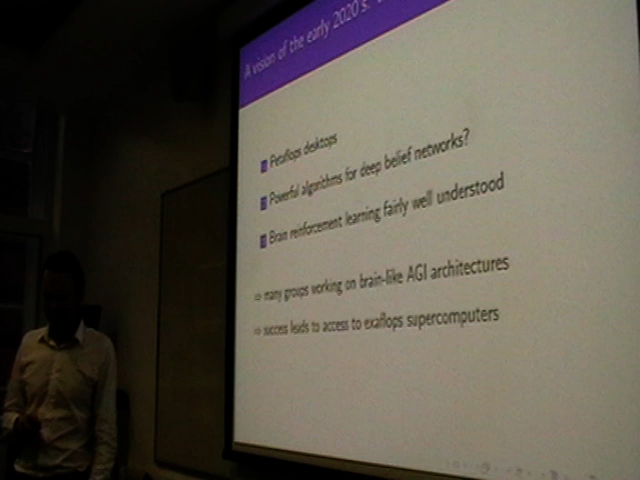 A vision of the early 2020's:
Petaflops desktops
Powerful algorithms for deep belief networks?
Brain reinforcement learning fairly well understood
⇒ many groups working on brain-like AGI architectures
⇒ success leads to access to exaflops supercomputers